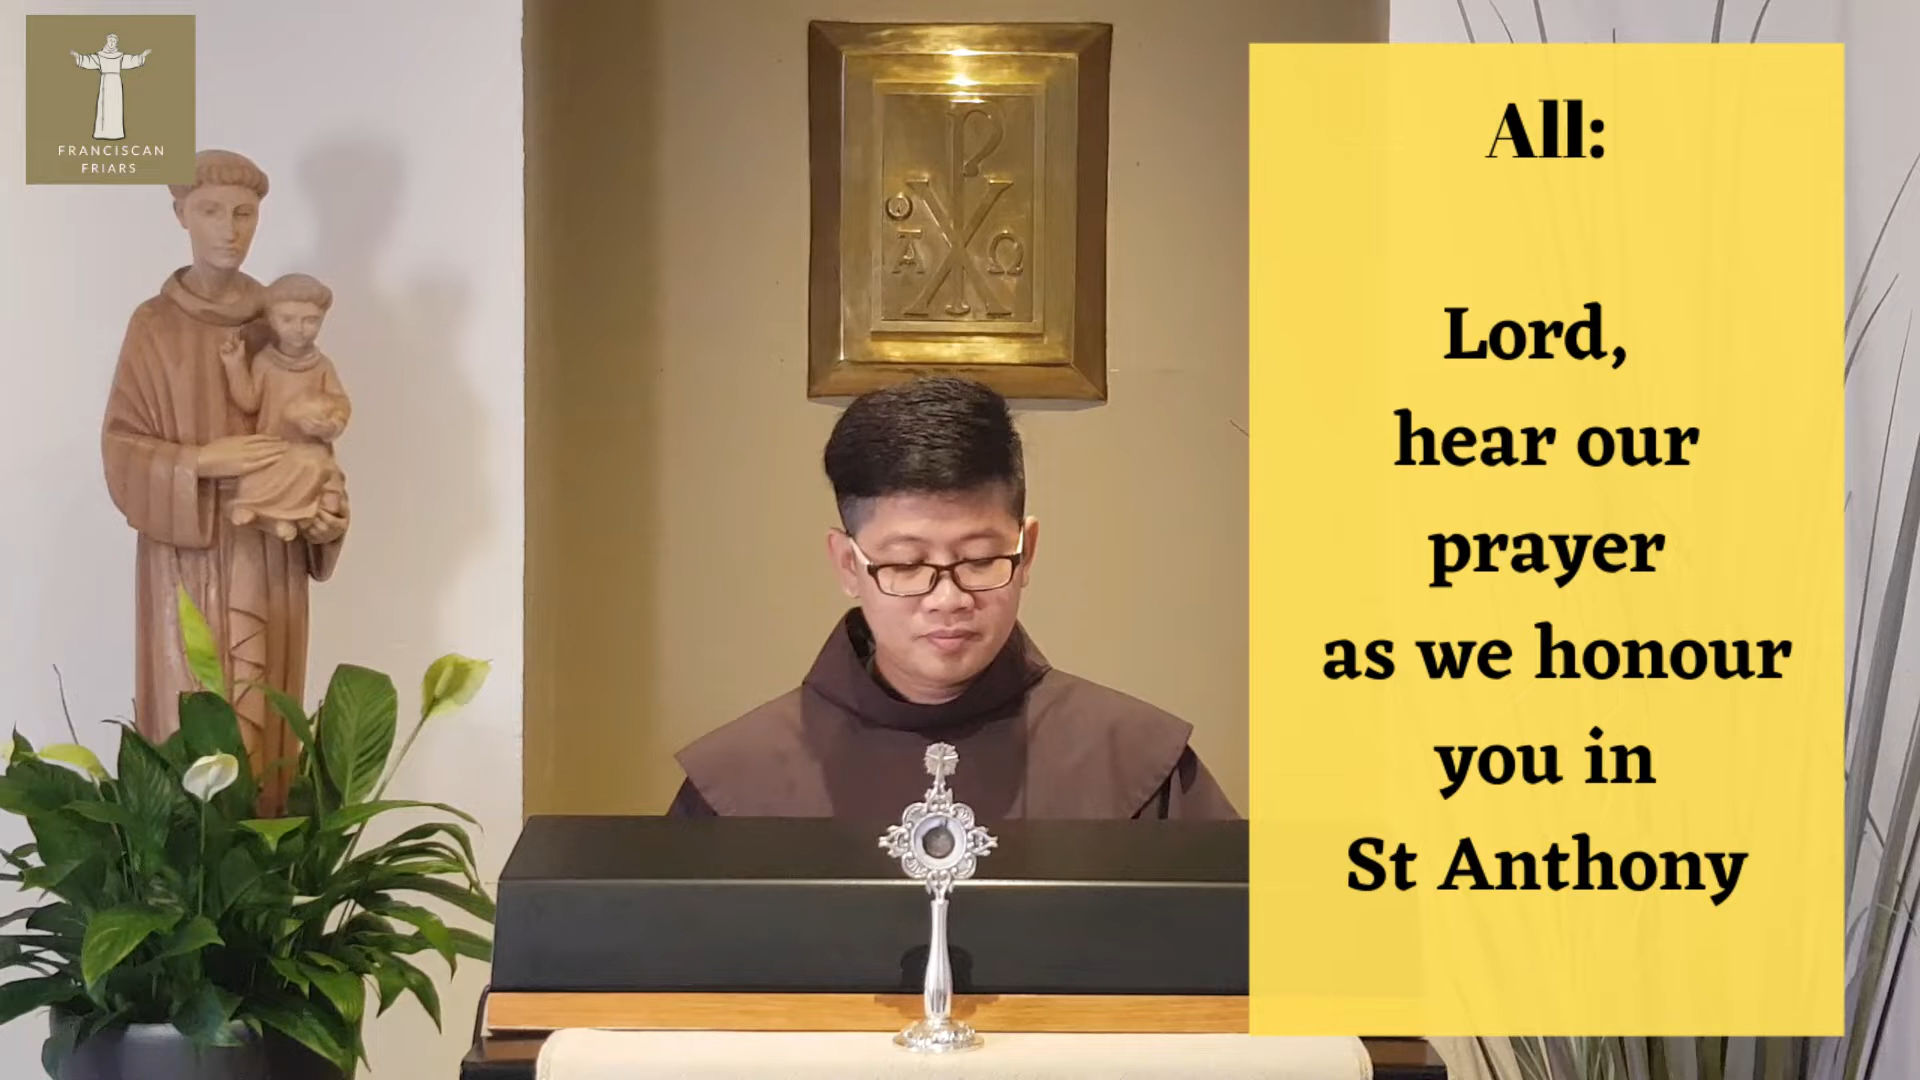 FRANCISCAN
FRIARS
All:
Lord,
hear our
prayer
as we honour
you in
St Anthony